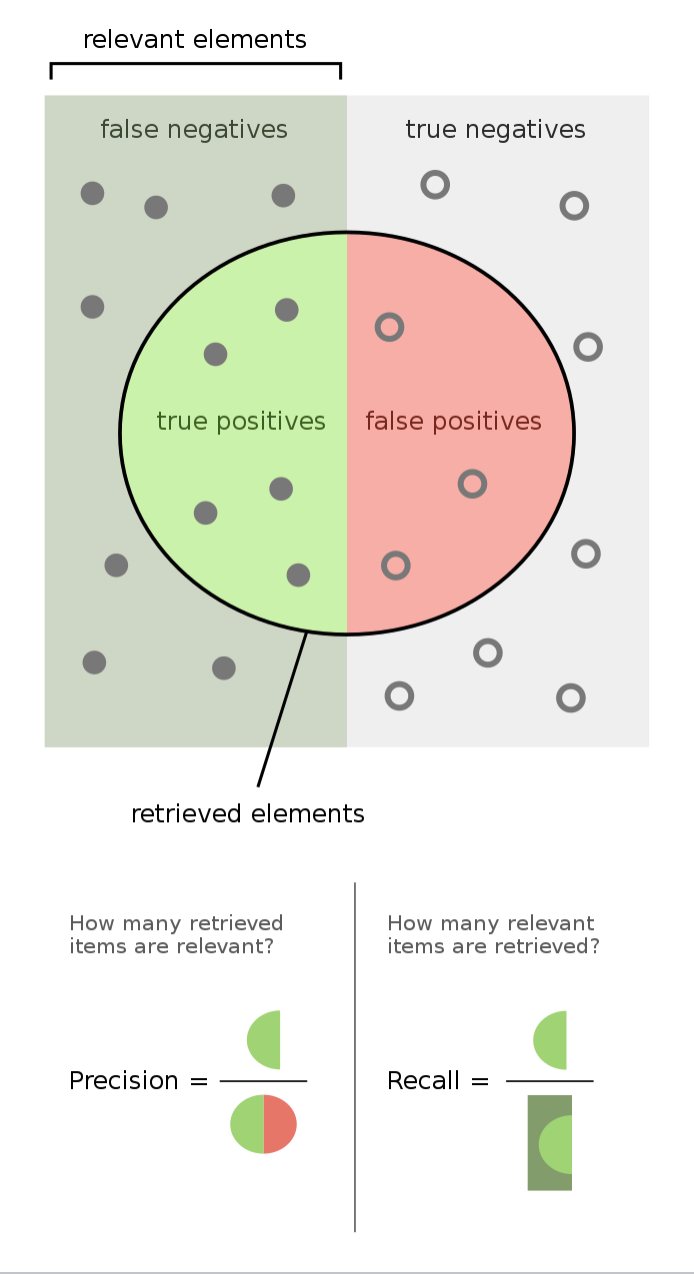 relevant elements
false negatives
true negatives
true positives
false positives
retrieved elements
How many retrieved
items are relevant?
How many relevant
items are retrieved?
Precision =
Recall =